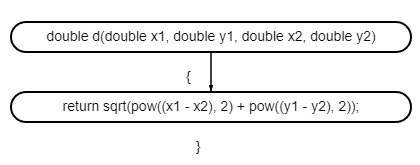 double d(double x1, double y1, double x2, double y2)
{
return sqrt(pow((x1 - x2), 2) + pow((y1 - y2), 2));
}